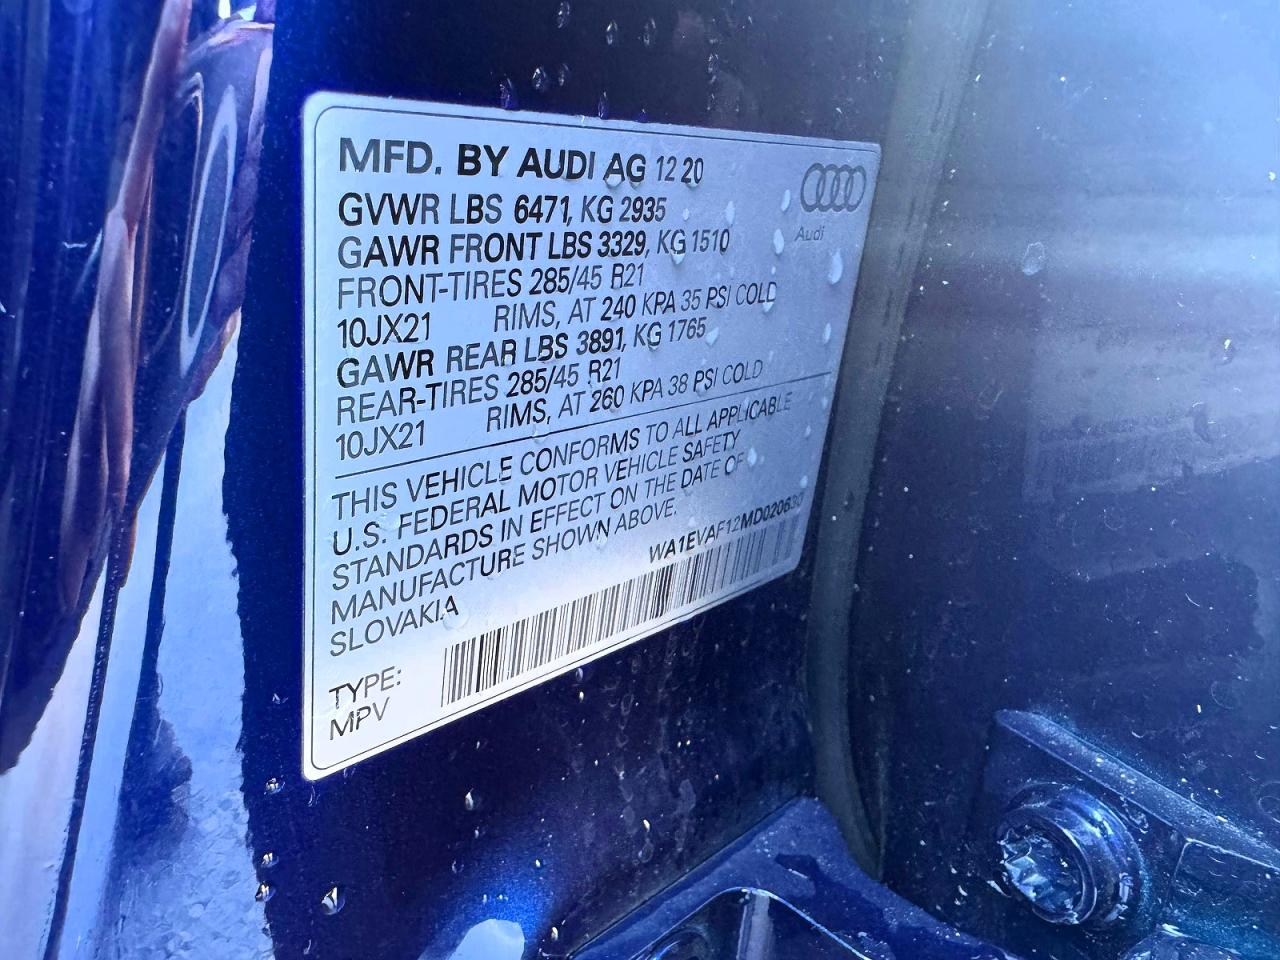 MFD. BY AUDI AG 12 20
GVWR LBS 6471, KG 2935
GAWR FRONT LBS 3329, KG 1510
FRONT-TIRES 285/45 R21
10JX21 RIMS, AT 240 KPA 35 PSI COLD
GAWR REAR LBS 3891, KG 1765
REAR-TIRES 285/45 R21
10JX21 RIMS, AT 260 KPA 38 PSI COLD
Audi
THIS VEHICLE CONFORMS TO ALL APPLICABLE
U.S. FEDERAL MOTOR VEHICLE SAFETY
STANDARDS IN EFFECT ON THE DATE OF
MANUFACTURE SHOWN ABOVE.
SLOVAKIA
WA1EVAF12MD020630
TYPE:
MPV